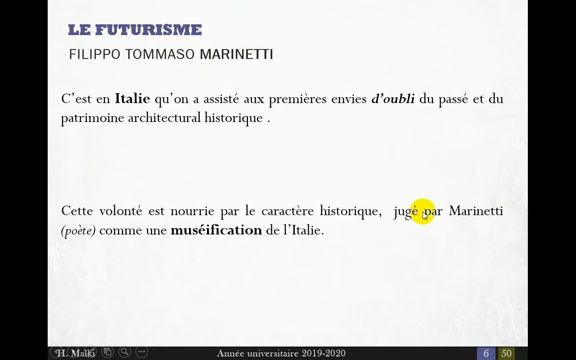 LE FUTURISME
FILIPPO TOMMASO MARINETTI
C'est en Italie qu'on a assisté aux premières envies d'oubli du passé et du
patrimoine architectural historique .
Cette volonté est nourrie par le caractère historique, jugé par Marinetti
(poète) comme une muséification de l'Italie.
H. Malki Année universitaire 2019-2020 6 50